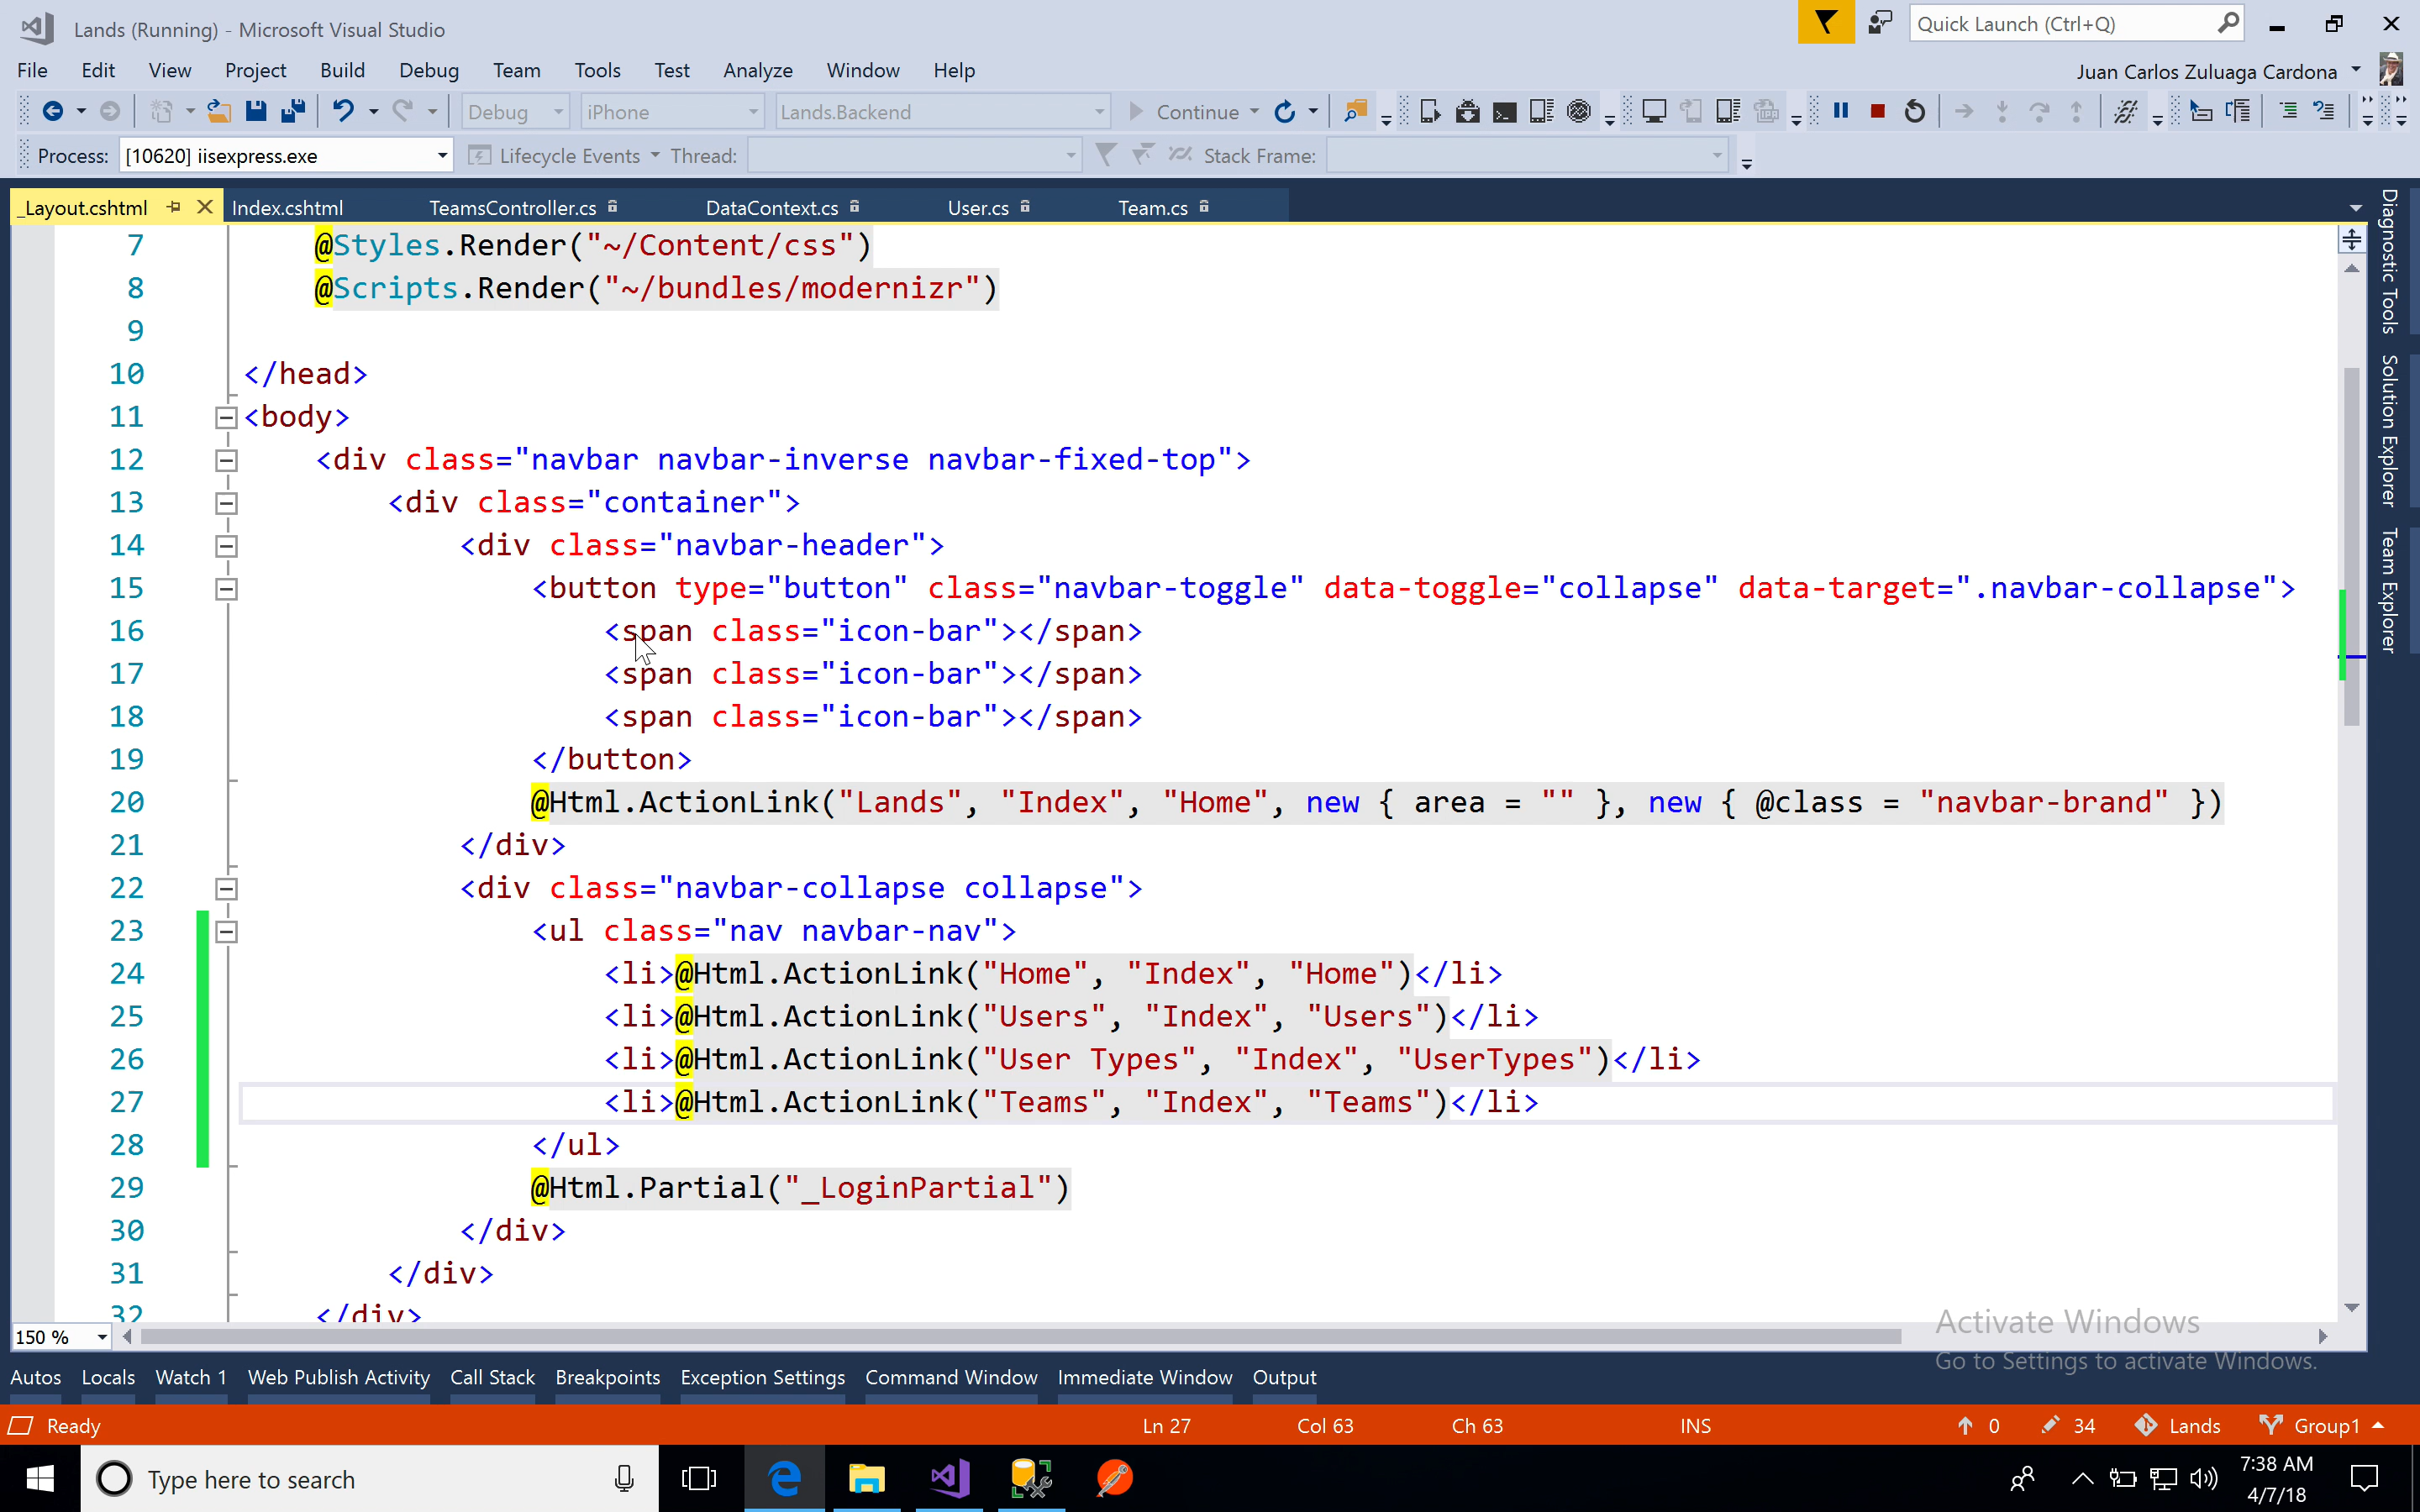 Lands (Running) - Microsoft Visual Studio
Quick Launch (Ctrl+Q)
File Edit View Project Build Debug Team Tools Test Analyze Window Help
Juan Carlos Zuluaga Cardona
Debug iPhone Lands.Backend Continue
Process: [10620] iisexpress.exe Lifecycle Events Thread: Stack Frame:
_Layout.cshtml Index.cshtml TeamsController.cs DataContext.cs User.cs Team.cs
7 @Styles.Render("~/Content/css")
8 @Scripts.Render("~/bundles/modernizr")
9
10 </head>
11 <body>
12 <div class="navbar navbar-inverse navbar-fixed-top">
13 <div class="container">
14 <div class="navbar-header">
15 <button type="button" class="navbar-toggle" data-toggle="collapse" data-target=".navbar-collapse">
16 <span class="icon-bar"></span>
17 <span class="icon-bar"></span>
18 <span class="icon-bar"></span>
19 </button>
20 @Html.ActionLink("Lands", "Index", "Home", new { area = "" }, new { @class = "navbar-brand" })
21 </div>
22 <div class="navbar-collapse collapse">
23 <ul class="nav navbar-nav">
24 <li>@Html.ActionLink("Home", "Index", "Home")</li>
25 <li>@Html.ActionLink("Users", "Index", "Users")</li>
26 <li>@Html.ActionLink("User Types", "Index", "UserTypes")</li>
27 <li>@Html.ActionLink("Teams", "Index", "Teams")</li>
28 </ul>
29 @Html.Partial("_LoginPartial")
30 </div>
31 </div>
32 </div>
Diagnostic Tools
Solution Explorer
Team Explorer
150 %
Activate Windows
Go to Settings to activate Windows.
Autos Locals Watch 1 Web Publish Activity Call Stack Breakpoints Exception Settings Command Window Immediate Window Output
Ready Ln 27 Col 63 Ch 63 INS 0 34 Lands Group1
Type here to search
7:38 AM
4/7/18